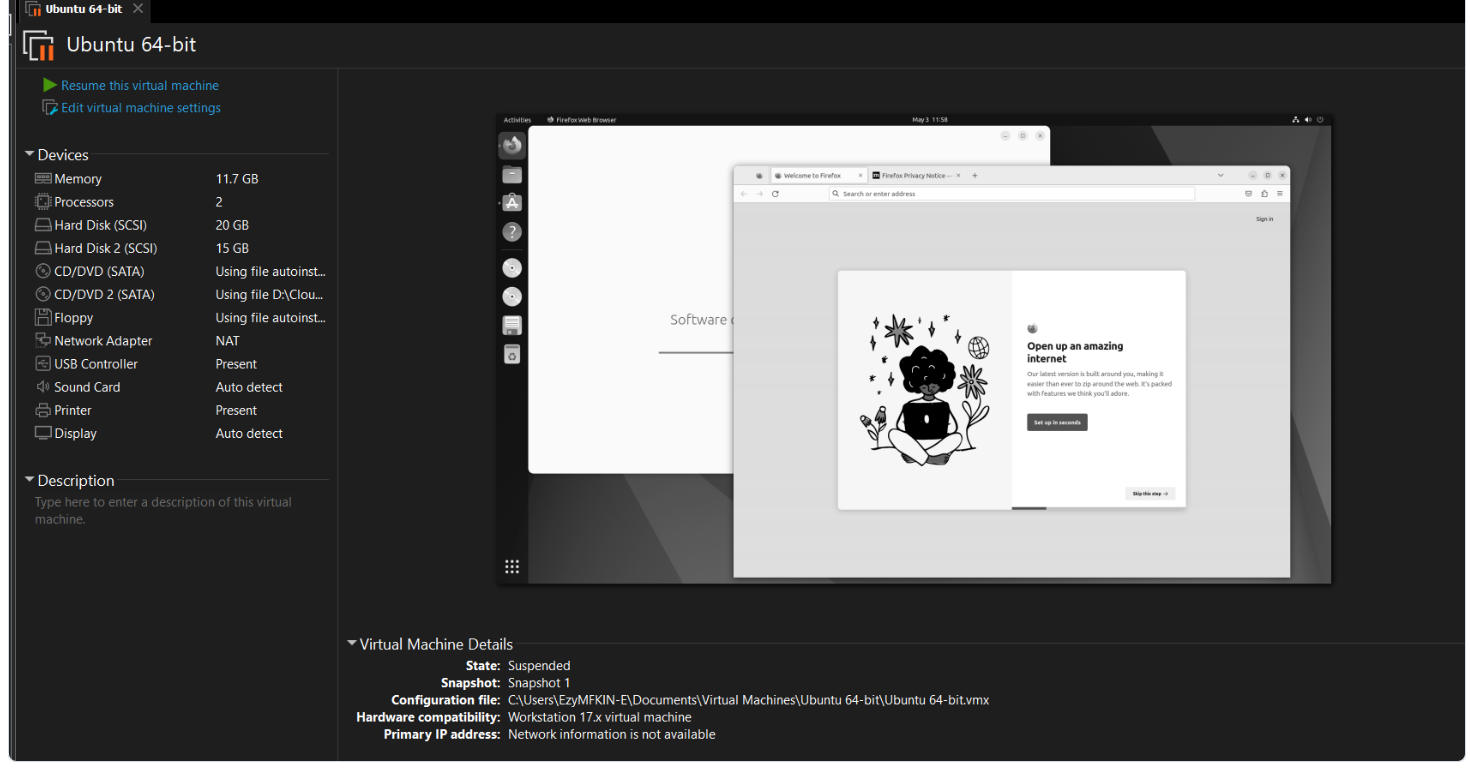 Ubuntu 64-bit
Ubuntu 64-bit
Resume this virtual machine
Edit virtual machine settings
Devices
Memory 11.7 GB
Processors 2
Hard Disk (SCSI) 20 GB
Hard Disk 2 (SCSI) 15 GB
CD/DVD (SATA) Using file autoinst...
CD/DVD 2 (SATA) Using file D:\Clou...
Floppy Using file autoinst...
Network Adapter NAT
USB Controller Present
Sound Card Auto detect
Printer Present
Display Auto detect
Description
Type here to enter a description of this virtual
machine.
Activities Firefox Web Browser May 3 11:58
Welcome to Firefox Firefox Privacy Notice —
Search or enter address
Sign in
Software
Open up an amazing
internet
Our latest version is built around you, making it
easier than ever to zip around the web. It's packed
with features we think you'll adore.
Set up in seconds
Skip this step →
Virtual Machine Details
State: Suspended
Snapshot: Snapshot 1
Configuration file: C:\Users\EzyMFKIN-E\Documents\Virtual Machines\Ubuntu 64-bit\Ubuntu 64-bit.vmx
Hardware compatibility: Workstation 17.x virtual machine
Primary IP address: Network information is not available